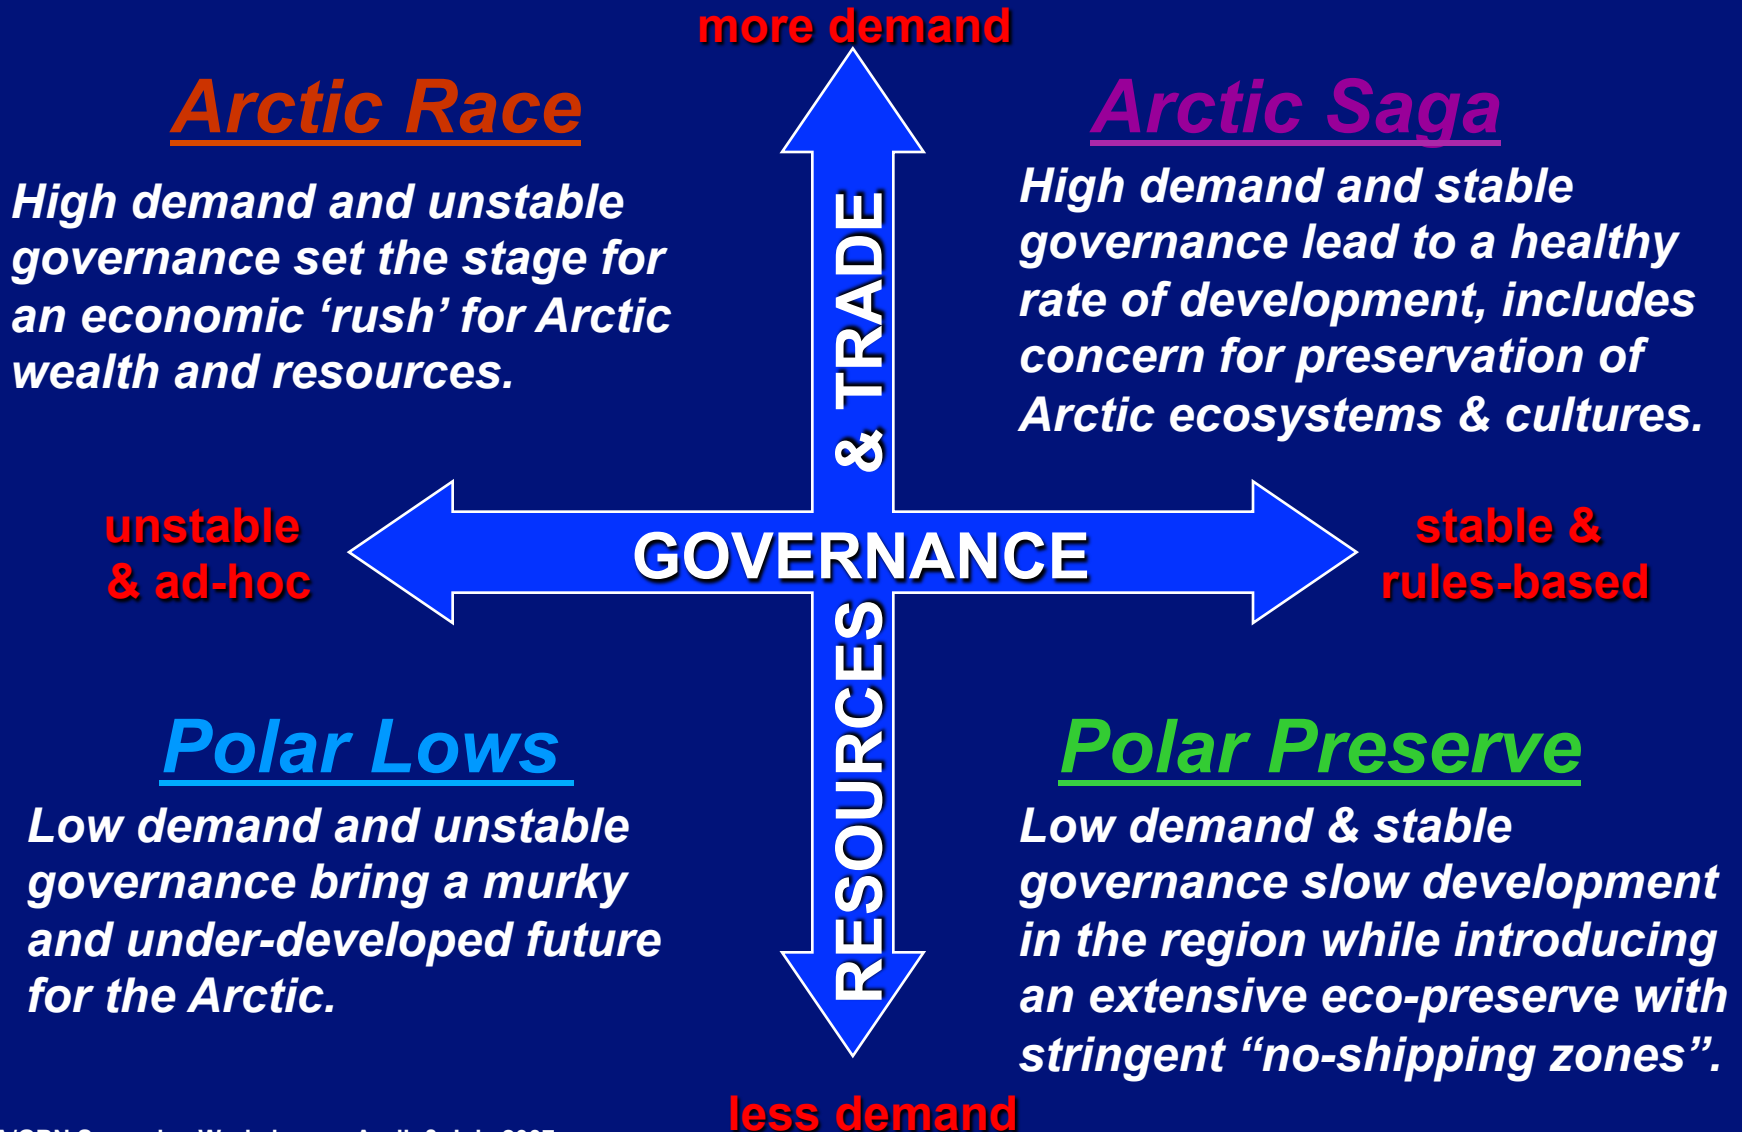 more demand
Arctic Race
High demand and unstable
governance set the stage for
an economic ‘rush’ for Arctic
wealth and resources.
Arctic Saga
High demand and stable
governance lead to a healthy
rate of development, includes
concern for preservation of
Arctic ecosystems & cultures.
unstable
& ad-hoc
GOVERNANCE
RESOURCES & TRADE
stable &
rules-based
Polar Lows
Low demand and unstable
governance bring a murky
and under-developed future
for the Arctic.
Polar Preserve
Low demand & stable
governance slow development
in the region while introducing
an extensive eco-preserve with
stringent “no-shipping zones”.
less demand